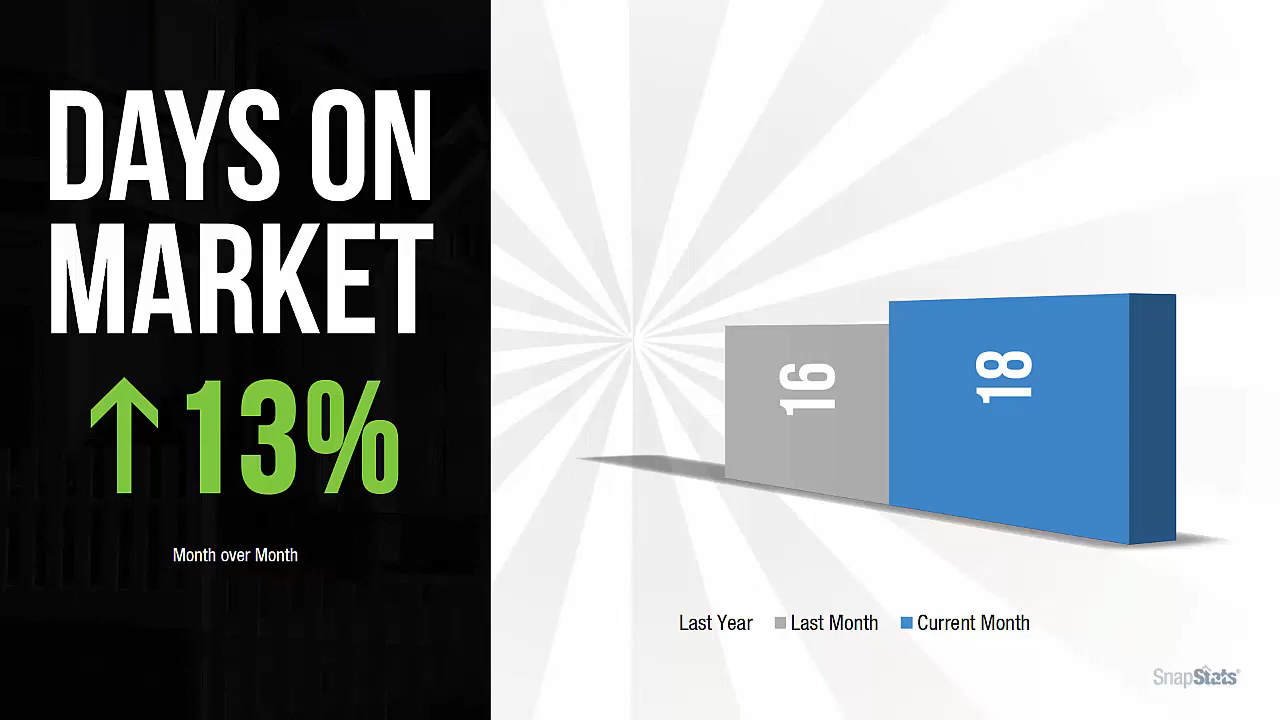 DAYS ON
MARKET
↑13%
Month over Month
16
18
Last Year Last Month Current Month
SnapStats®